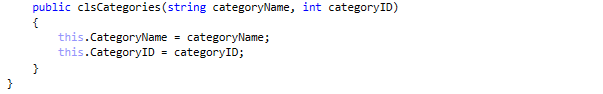 public clsCategories(string categoryName, int categoryID)
{
this.CategoryName = categoryName;
this.CategoryID = categoryID;
}
}